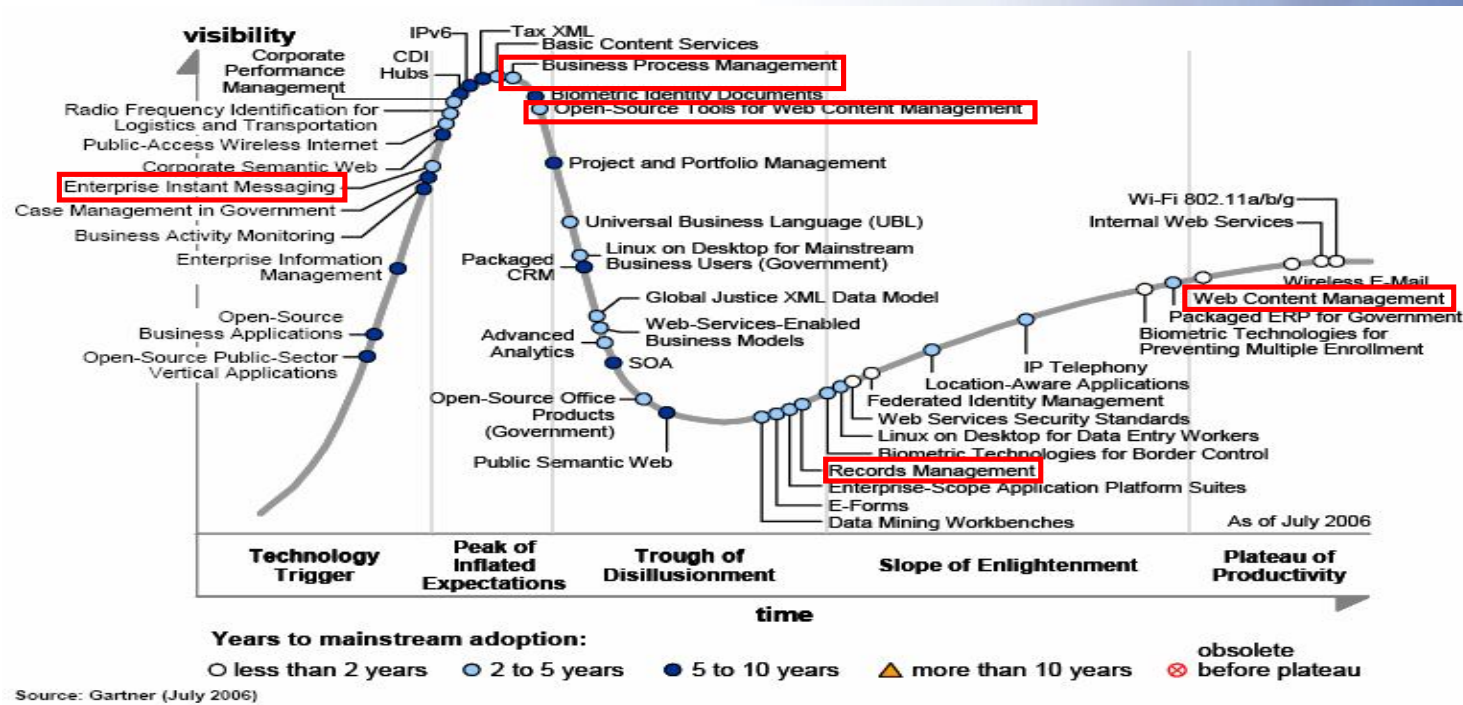 visibility
IPv6
Tax XML
Basic Content Services
Corporate
Performance
Management
CDI
Hubs
Business Process Management
Biometric Identity Documents
Radio Frequency Identification for
Logistics and Transportation
Open-Source Tools for Web Content Management
Public-Access Wireless Internet
Corporate Semantic Web
Project and Portfolio Management
Enterprise Instant Messaging
Case Management in Government
Business Activity Monitoring
Enterprise Information
Management
Open-Source
Business Applications
Open-Source Public-Sector
Vertical Applications
Universal Business Language (UBL)
Linux on Desktop for Mainstream
Business Users (Government)
Packaged
CRM
Global Justice XML Data Model
Web-Services-Enabled
Business Models
Advanced
Analytics
SOA
Open-Source Office
Products
(Government)
Public Semantic Web
Wi-Fi 802.11a/b/g
Internal Web Services
Wireless E-Mail
Web Content Management
Packaged ERP for Government
Biometric Technologies for
Preventing Multiple Enrollment
IP Telephony
Location-Aware Applications
Federated Identity Management
Web Services Security Standards
Linux on Desktop for Data Entry Workers
Biometric Technologies for Border Control
Records Management
Enterprise-Scope Application Platform Suites
E-Forms
Data Mining Workbenches
As of July 2006
Technology
Trigger
Peak of
Inflated
Expectations
Trough of
Disillusionment
Slope of Enlightenment
Plateau of
Productivity
time
Years to mainstream adoption:
less than 2 years
2 to 5 years
5 to 10 years
more than 10 years
obsolete
before plateau
Source: Gartner (July 2006)